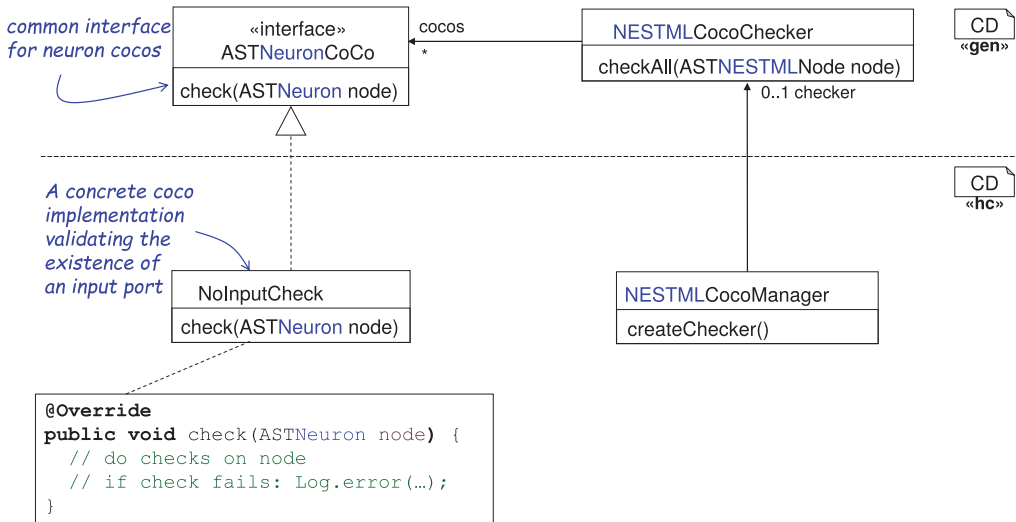 common interface
for neuron cocos
«interface»
ASTNeuronCoCo
check(ASTNeuron node)
cocos
*
NESTMLCocoChecker
checkAll(ASTNESTMLNode node)
0..1 checker
CD
«gen»
CD
«hc»
A concrete coco
implementation
validating the
existence of
an input port
NoInputCheck
check(ASTNeuron node)
NESTMLCocoManager
createChecker()
@Override
public void check(ASTNeuron node) {
// do checks on node
// if check fails: Log.error(…);
}